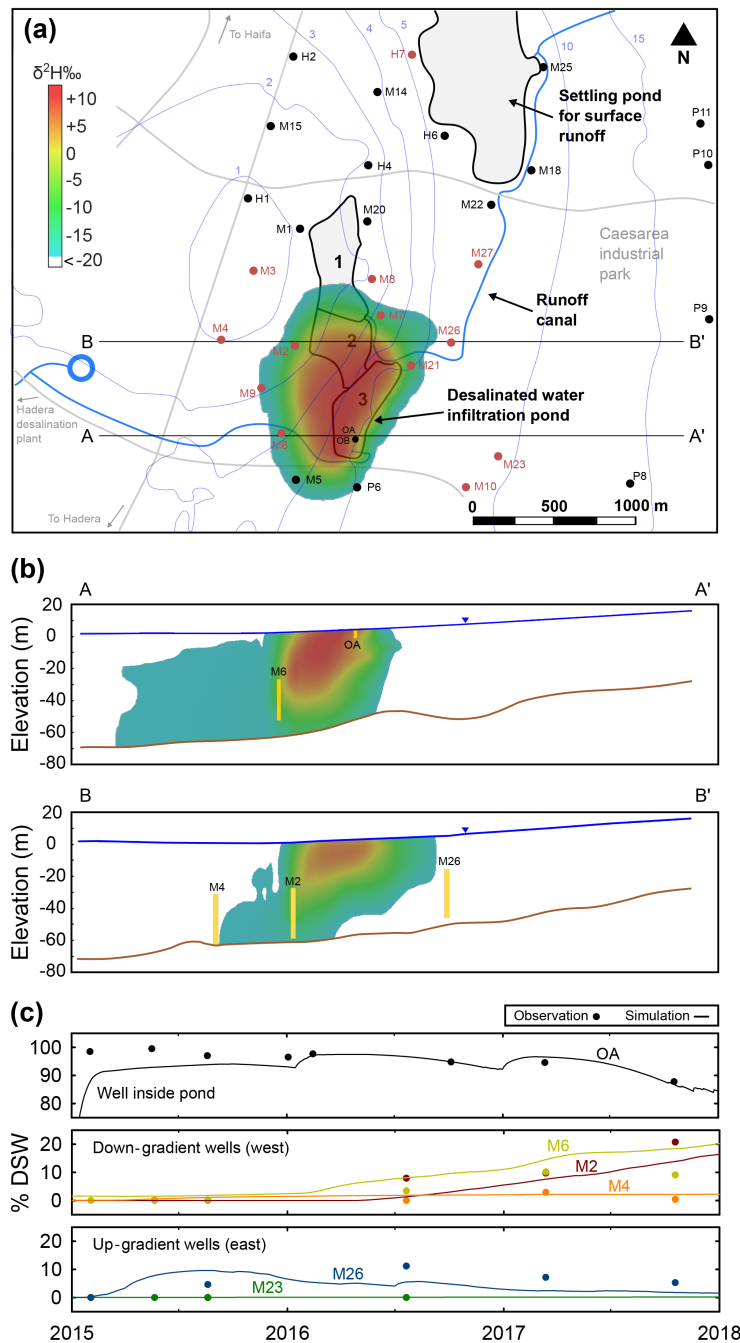 (a)
To Haifa
δ²H‰
+10
+5
0
-5
-10
-15
<-20
H2
3
4
5
H7
M14
2
M15
H4
H6
1
H1
M1
M20
M25
Settling pond
for surface
runoff
M18
M22
10
15
N
P11
P10
Caesarea
industrial
park
1
M3
M8
M27
M7
Runoff
canal
P9
M4
B
M2
2
M26
B'
M21
M9
3
Desalinated water
infiltration pond
Hadera
desalination
plant
A
M6
OA
OB
A'
M23
M5
P6
M10
P8
To Hadera
0
500
1000 m
(b)
A
A'
Elevation (m)
20
0
-20
-40
-60
-80
M6
OA
B
B'
Elevation (m)
20
0
-20
-40
-60
-80
M4
M2
M26
(c)
Observation
Simulation
% DSW
100
90
80
OA
Well inside pond
20
10
0
Down-gradient wells (west)
M6
M2
M4
20
10
0
Up-gradient wells (east)
M26
M23
2015
2016
2017
2018